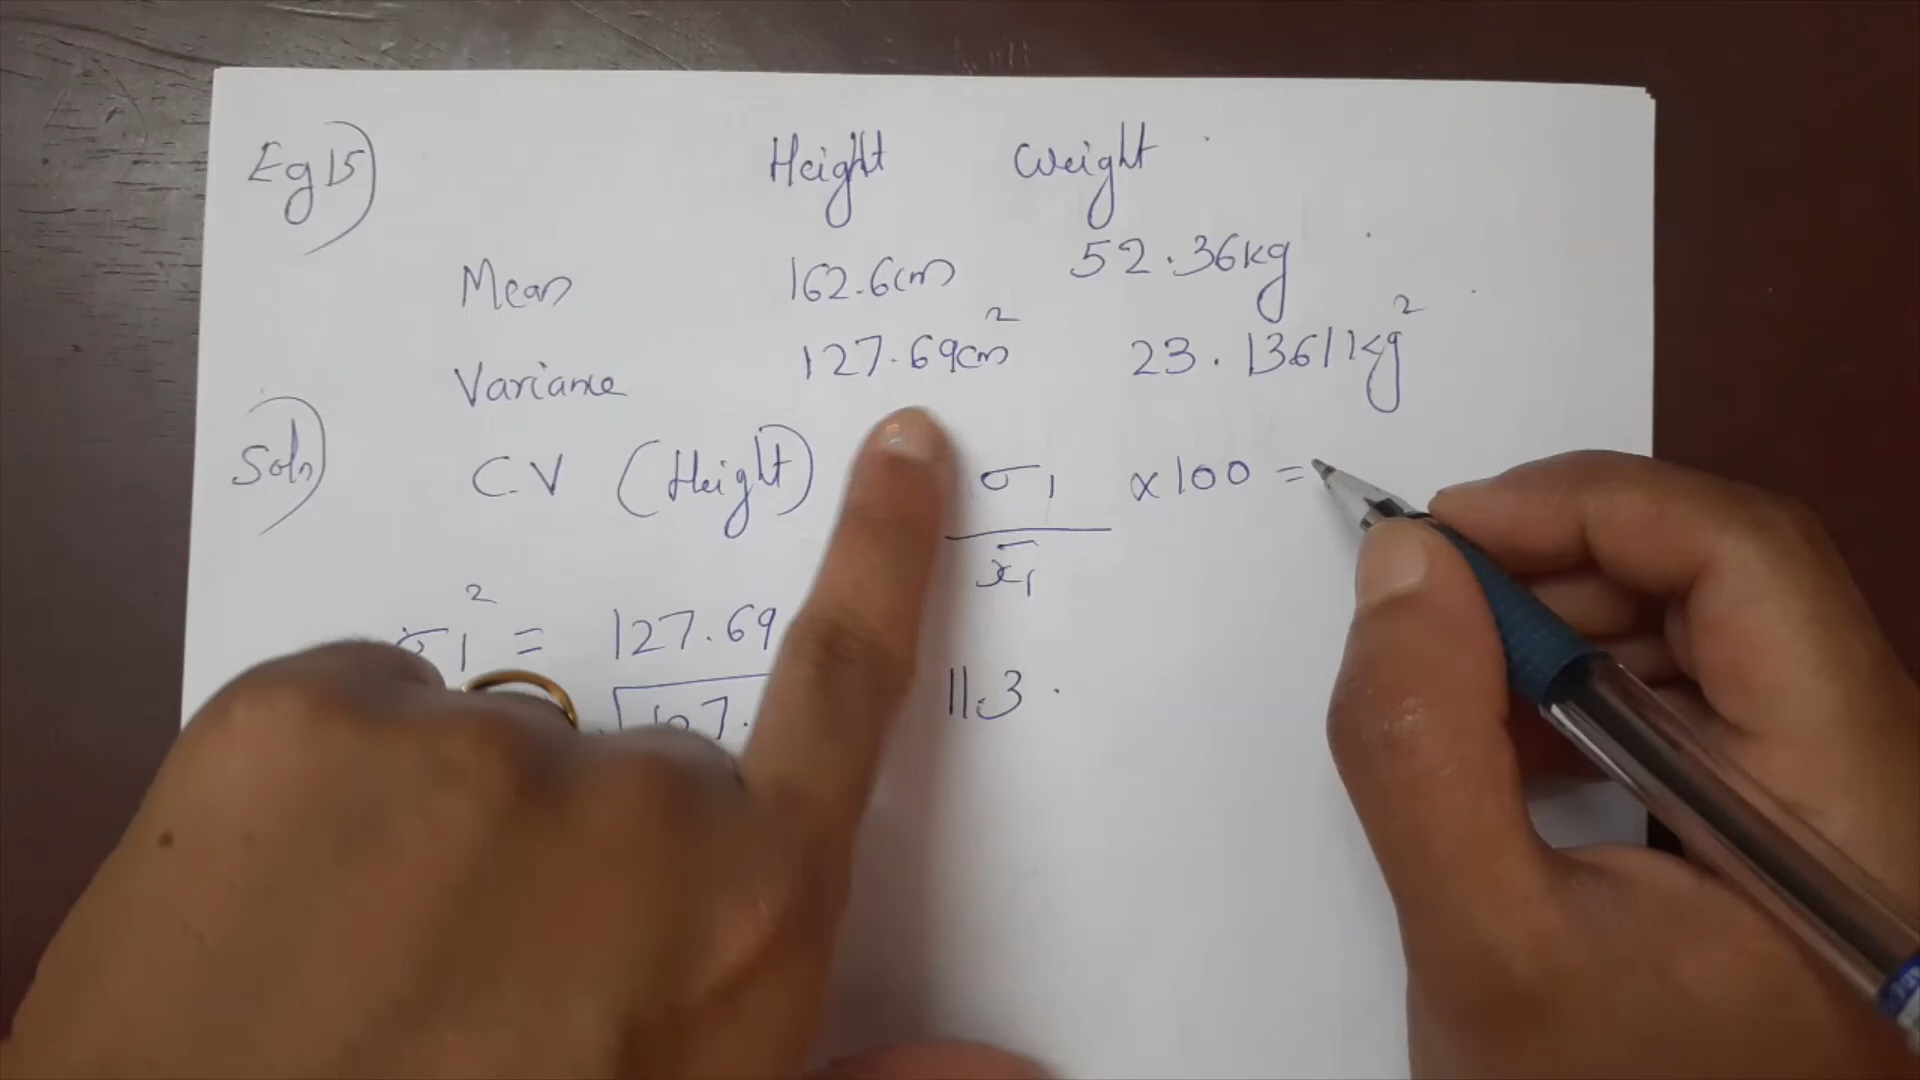 Eg 15)
Height Weight
Mean 162.6cm 52.36kg
Variance 127.69cm² 23.1361kg²
Soln)
CV (Height) σ₁ x100 =
x̄₁
σ₁² = 127.69
11.3